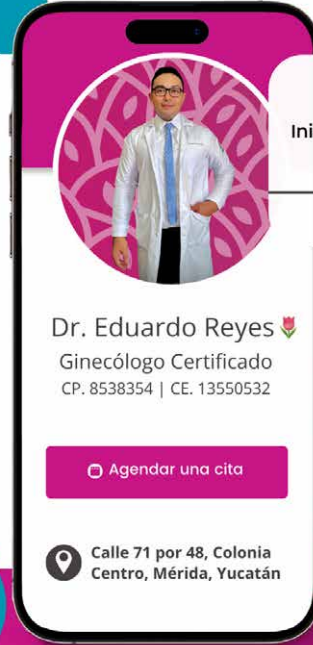 Ini
Dr. Eduardo Reyes🌷
Ginecólogo Certificado
CP. 8538354 | CE. 13550532
Agendar una cita
Calle 71 por 48, Colonia
Centro, Mérida, Yucatán